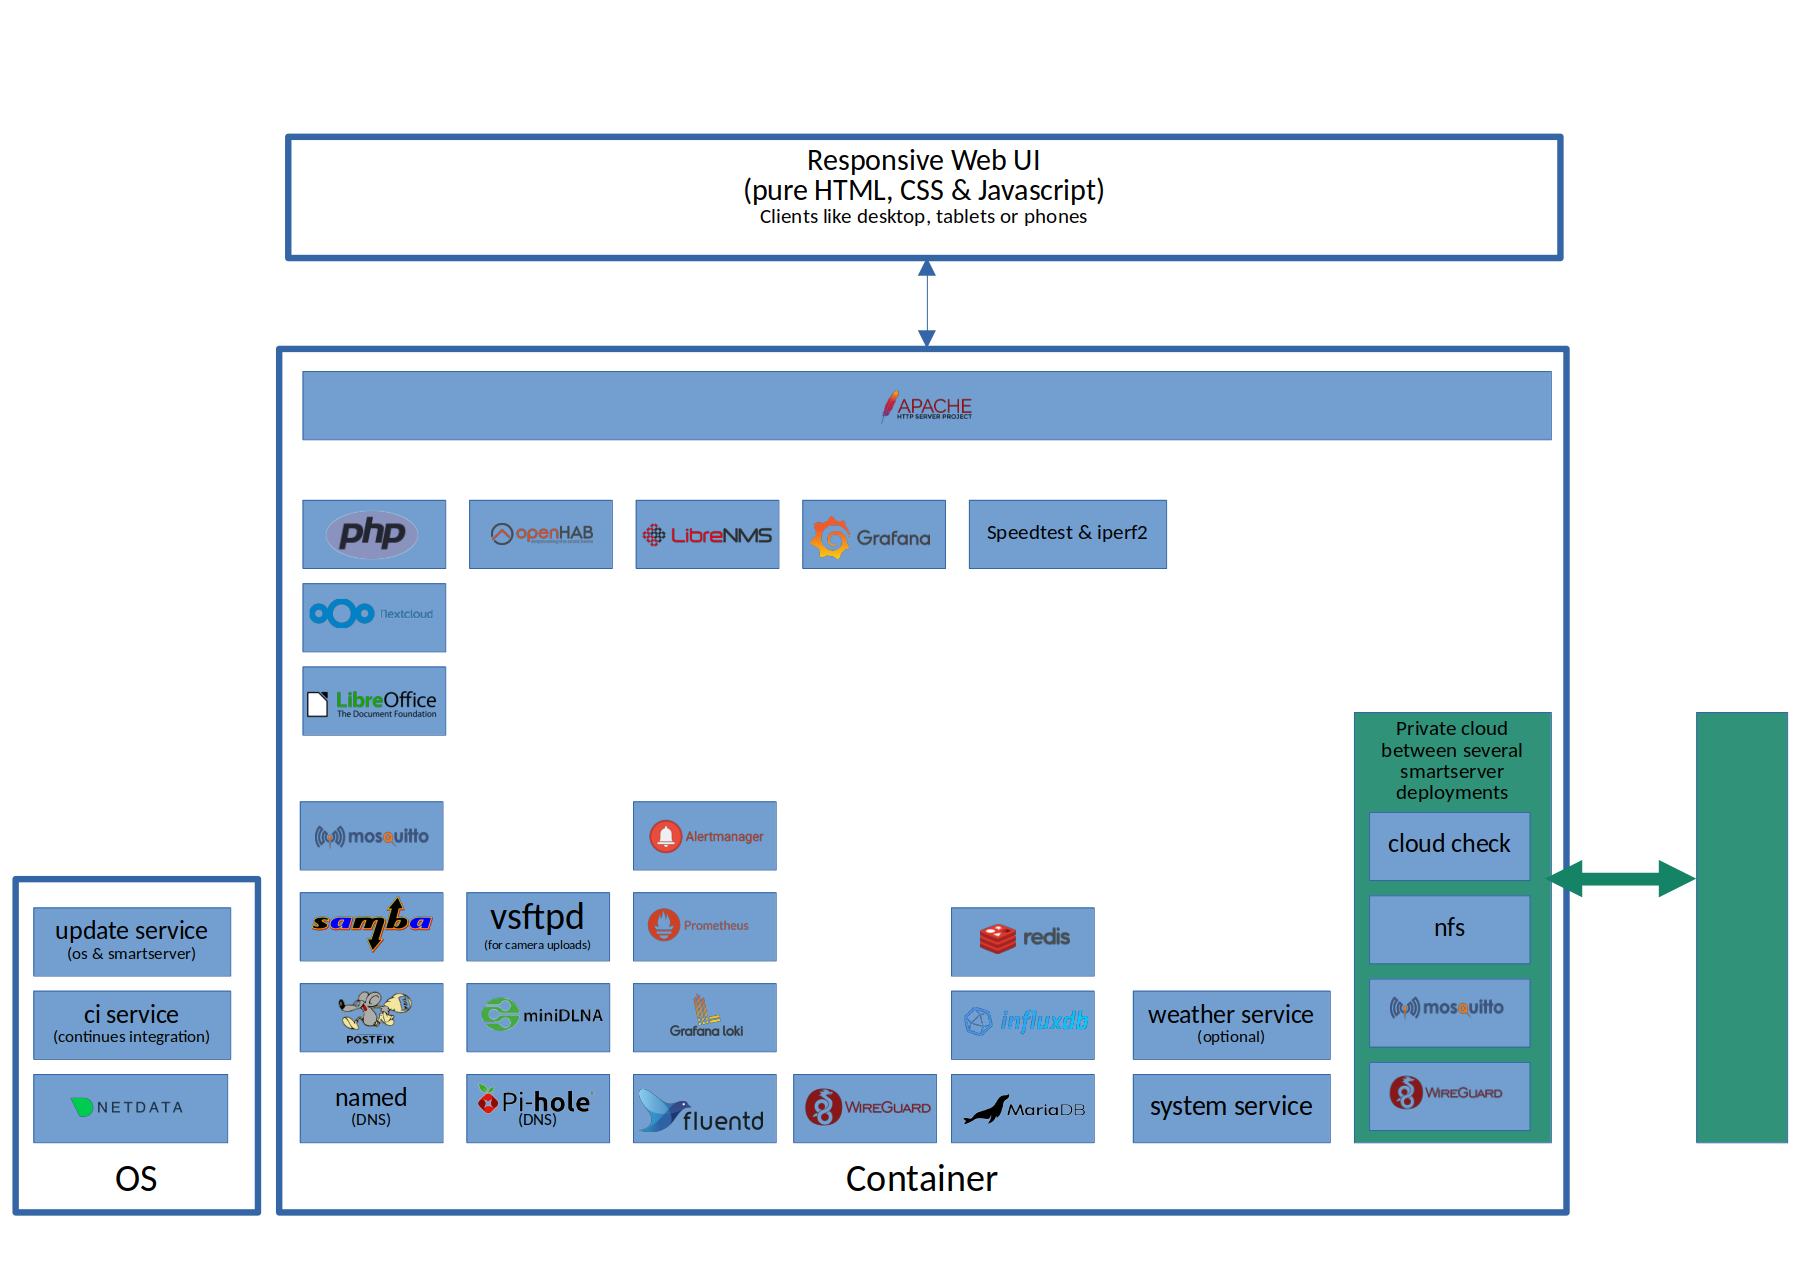 Responsive Web UI
(pure HTML, CSS & Javascript)
Clients like desktop, tablets or phones
APACHE
HTTP SERVER PROJECT
php
openHAB
LibreNMS
Grafana
Speedtest & iperf2
nextcloud
LibreOffice
The Document Foundation
Private cloud
between several
smartserver
deployments
cloud check
nfs
mosquitto
WIREGUARD
mosquitto
Alertmanager
samba
vsftpd
(for camera uploads)
Prometheus
redis
POSTFIX
miniDLNA
Grafana loki
influxdb
weather service
(optional)
named
(DNS)
Pi-hole®
(DNS)
fluentd
WIREGUARD
MariaDB
system service
Container
update service
(os & smartserver)
ci service
(continues integration)
NETDATA
OS